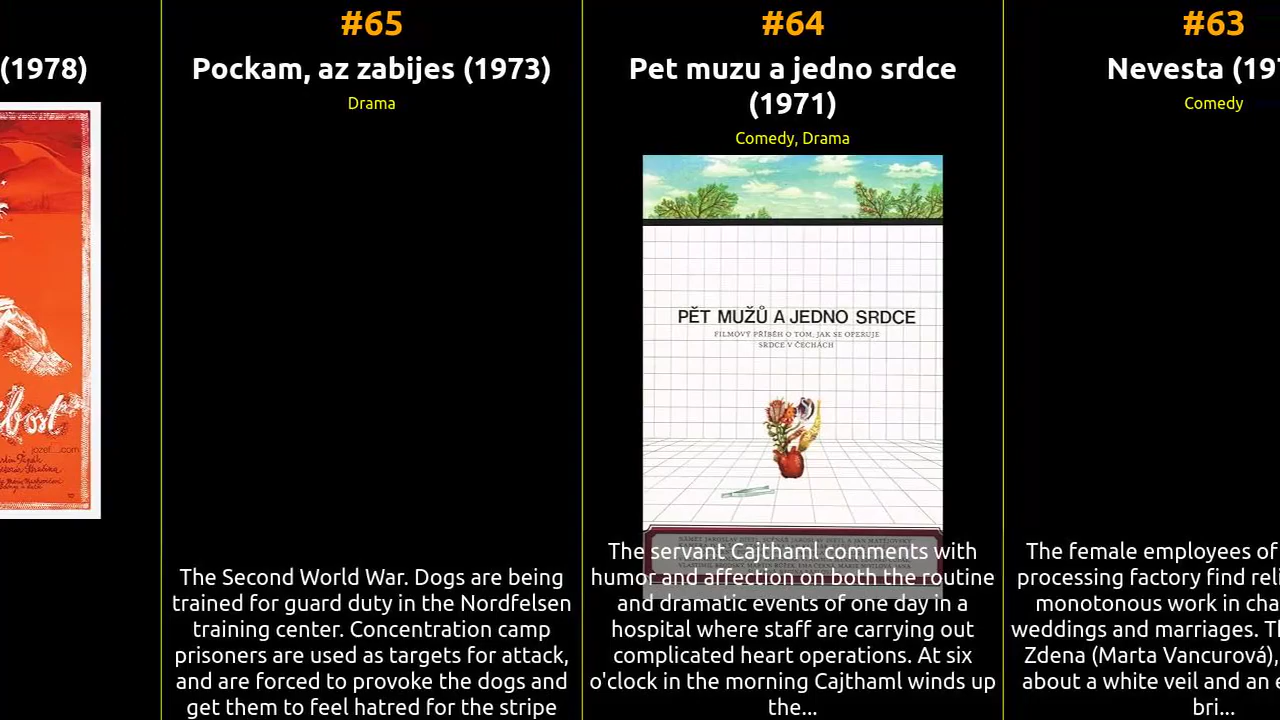 (1978)
bost
#65
Pockam, az zabijes (1973)
Drama
The Second World War. Dogs are being
trained for guard duty in the Nordfelsen
training center. Concentration camp
prisoners are used as targets for attack,
and are forced to provoke the dogs and
get them to feel hatred for the stripe
#64
Pet muzu a jedno srdce
(1971)
Comedy, Drama
PĚT MUŽŮ A JEDNO SRDCE
FILMOVÝ PŘÍBĚH O TOM, JAK SE OPERUJE
SRDCE V ČECHÁCH
The servant Cajthaml comments with
humor and affection on both the routine
and dramatic events of one day in a
hospital where staff are carrying out
complicated heart operations. At six
o'clock in the morning Cajthaml winds up
the...
#63
Nevesta (197
Comedy
The female employees of
processing factory find reli
monotonous work in cha
weddings and marriages. Th
Zdena (Marta Vancurová),
about a white veil and an e
bri...